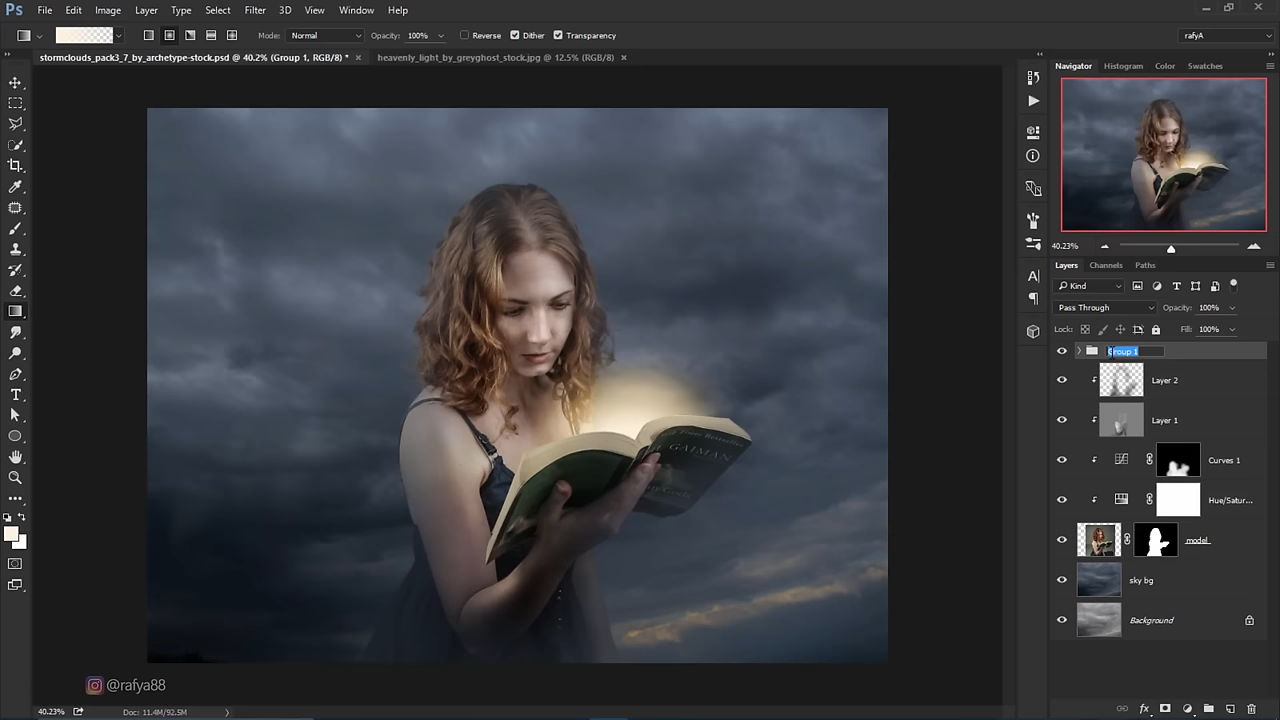 Ps File Edit Image Layer Type Select Filter 3D View Window Help
Mode: Normal Opacity: 100% Reverse Dither Transparency rafyA
stormclouds_pack3_7_by_archetype-stock.psd @ 40.2% (Group 1, RGB/8) * × heavenly_light_by_greyghost_stock.jpg @ 12.5% (RGB/8) ×
Navigator Histogram Color Swatches
40.23%
Layers Channels Paths
Kind
Pass Through Opacity: 100%
Lock: Fill: 100%
Group 1
Layer 2
Layer 1
Curves 1
Hue/Satur...
model
sky bg
Background
GAIMAN
@rafya88
40.23% Doc: 11.4M/92.5M